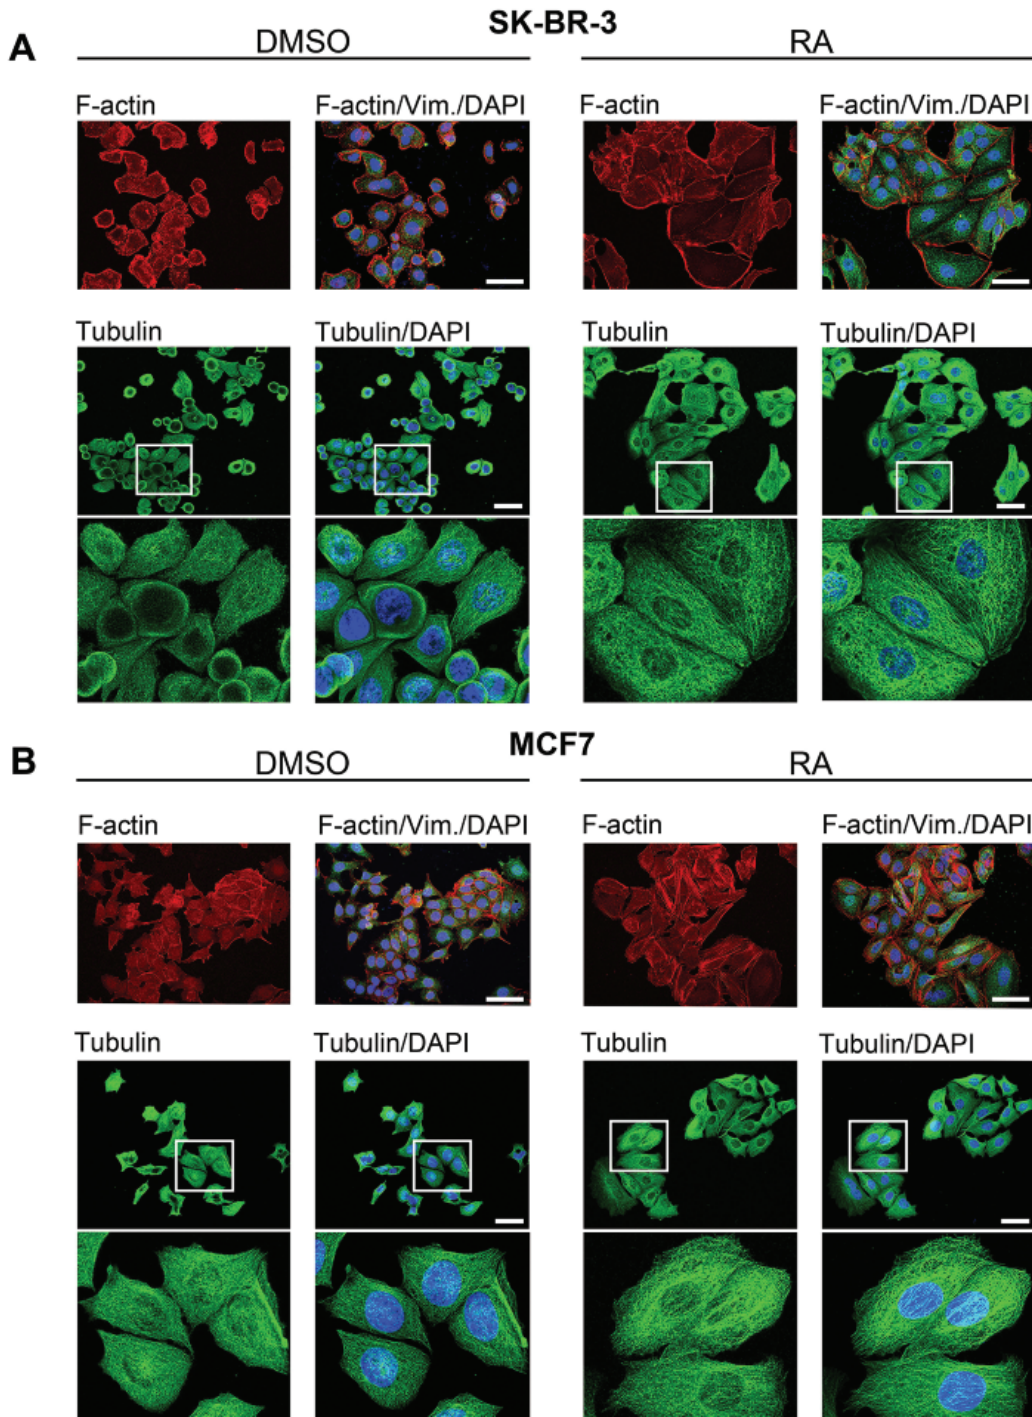 SK-BR-3
A
DMSO
RA
F-actin
F-actin/Vim./DAPI
F-actin
F-actin/Vim./DAPI
Tubulin
Tubulin/DAPI
Tubulin
Tubulin/DAPI
MCF7
B
DMSO
RA
F-actin
F-actin/Vim./DAPI
F-actin
F-actin/Vim./DAPI
Tubulin
Tubulin/DAPI
Tubulin
Tubulin/DAPI